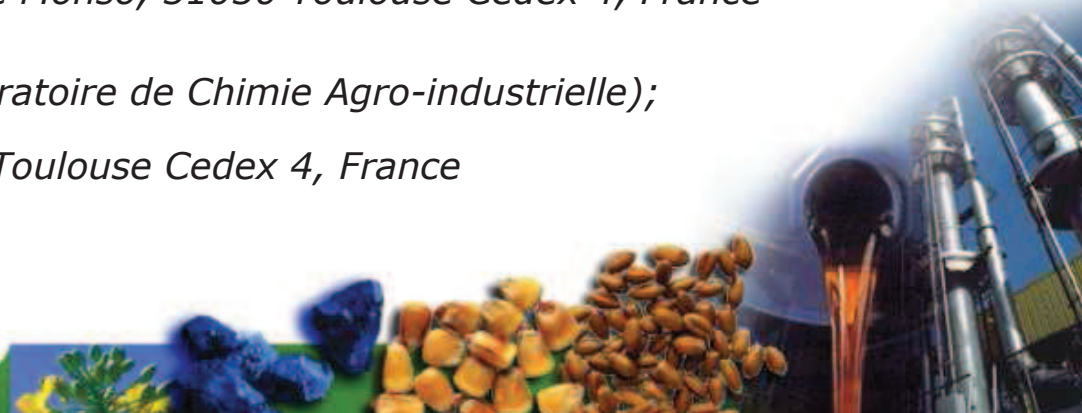 31030 Toulouse Cedex 4, France
ratoire de Chimie Agro-industrielle);
Toulouse Cedex 4, France